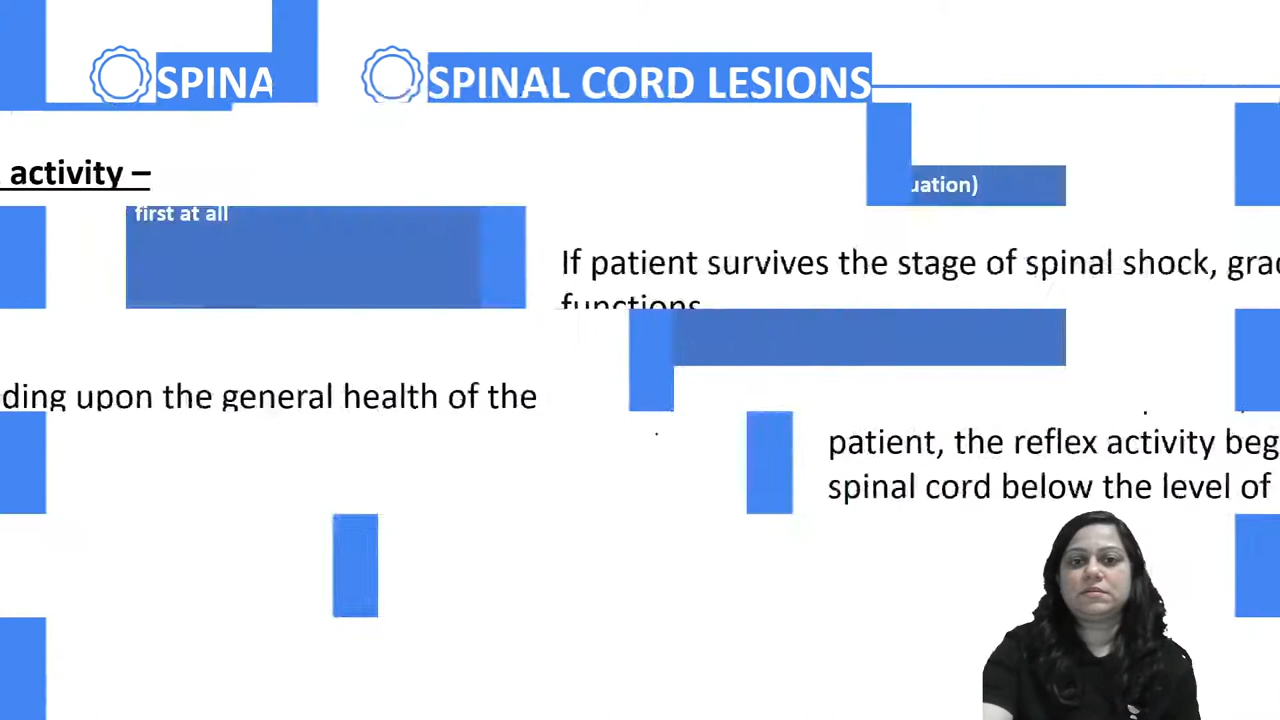 SPINA
SPINAL CORD LESIONS
activity –
uation)
first at all
If patient survives the stage of spinal shock, grad
functions
ding upon the general health of the
patient, the reflex activity beg
spinal cord below the level of